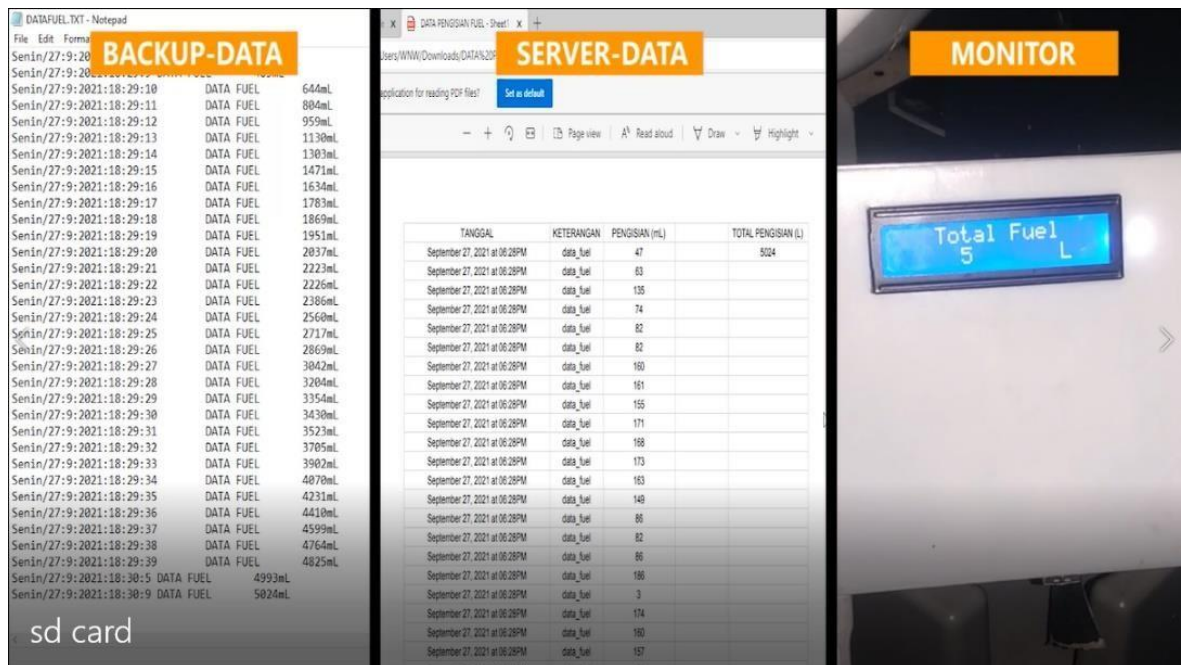 DATAFUEL.TXT - Notepad
File Edit Forma
BACKUP-DATA
Senin/27:9:20
Senin/27:9:20
Senin/27:9:2021:18:29:10 DATA FUEL 644mL
Senin/27:9:2021:18:29:11 DATA FUEL 804mL
Senin/27:9:2021:18:29:12 DATA FUEL 959mL
Senin/27:9:2021:18:29:13 DATA FUEL 1130mL
Senin/27:9:2021:18:29:14 DATA FUEL 1303mL
Senin/27:9:2021:18:29:15 DATA FUEL 1471mL
Senin/27:9:2021:18:29:16 DATA FUEL 1634mL
Senin/27:9:2021:18:29:17 DATA FUEL 1783mL
Senin/27:9:2021:18:29:18 DATA FUEL 1869mL
Senin/27:9:2021:18:29:19 DATA FUEL 1951mL
Senin/27:9:2021:18:29:20 DATA FUEL 2037mL
Senin/27:9:2021:18:29:21 DATA FUEL 2223mL
Senin/27:9:2021:18:29:22 DATA FUEL 2226mL
Senin/27:9:2021:18:29:23 DATA FUEL 2386mL
Senin/27:9:2021:18:29:24 DATA FUEL 2560mL
Senin/27:9:2021:18:29:25 DATA FUEL 2717mL
Senin/27:9:2021:18:29:26 DATA FUEL 2869mL
Senin/27:9:2021:18:29:27 DATA FUEL 3042mL
Senin/27:9:2021:18:29:28 DATA FUEL 3204mL
Senin/27:9:2021:18:29:29 DATA FUEL 3354mL
Senin/27:9:2021:18:29:30 DATA FUEL 3430mL
Senin/27:9:2021:18:29:31 DATA FUEL 3523mL
Senin/27:9:2021:18:29:32 DATA FUEL 3705mL
Senin/27:9:2021:18:29:33 DATA FUEL 3902mL
Senin/27:9:2021:18:29:34 DATA FUEL 4070mL
Senin/27:9:2021:18:29:35 DATA FUEL 4231mL
Senin/27:9:2021:18:29:36 DATA FUEL 4410mL
Senin/27:9:2021:18:29:37 DATA FUEL 4599mL
Senin/27:9:2021:18:29:38 DATA FUEL 4764mL
Senin/27:9:2021:18:29:39 DATA FUEL 4825mL
Senin/27:9:2021:18:30:5 DATA FUEL 4993mL
Senin/27:9:2021:18:30:9 DATA FUEL 5024mL
sd card
DATA PENGISIAN FUEL - Sheet1
SERVER-DATA
Users/WNW/Downloads/DATA%20F
application for reading PDF files? Set as default
Page view Read aloud Draw Highlight
TANGGAL KETERANGAN PENGISIAN (mL) TOTAL PENGISIAN (L)
September 27, 2021 at 06:28PM data_fuel 47 5024
September 27, 2021 at 06:28PM data_fuel 63
September 27, 2021 at 06:28PM data_fuel 135
September 27, 2021 at 06:28PM data_fuel 74
September 27, 2021 at 06:28PM data_fuel 82
September 27, 2021 at 06:28PM data_fuel 82
September 27, 2021 at 06:28PM data_fuel 160
September 27, 2021 at 06:28PM data_fuel 161
September 27, 2021 at 06:28PM data_fuel 155
September 27, 2021 at 06:28PM data_fuel 171
September 27, 2021 at 06:28PM data_fuel 168
September 27, 2021 at 06:28PM data_fuel 173
September 27, 2021 at 06:28PM data_fuel 163
September 27, 2021 at 06:28PM data_fuel 149
September 27, 2021 at 06:28PM data_fuel 86
September 27, 2021 at 06:28PM data_fuel 82
September 27, 2021 at 06:28PM data_fuel 86
September 27, 2021 at 06:28PM data_fuel 186
September 27, 2021 at 06:28PM data_fuel 3
September 27, 2021 at 06:28PM data_fuel 174
September 27, 2021 at 06:28PM data_fuel 160
September 27, 2021 at 06:28PM data_fuel 157
MONITOR
Total Fuel
5 L